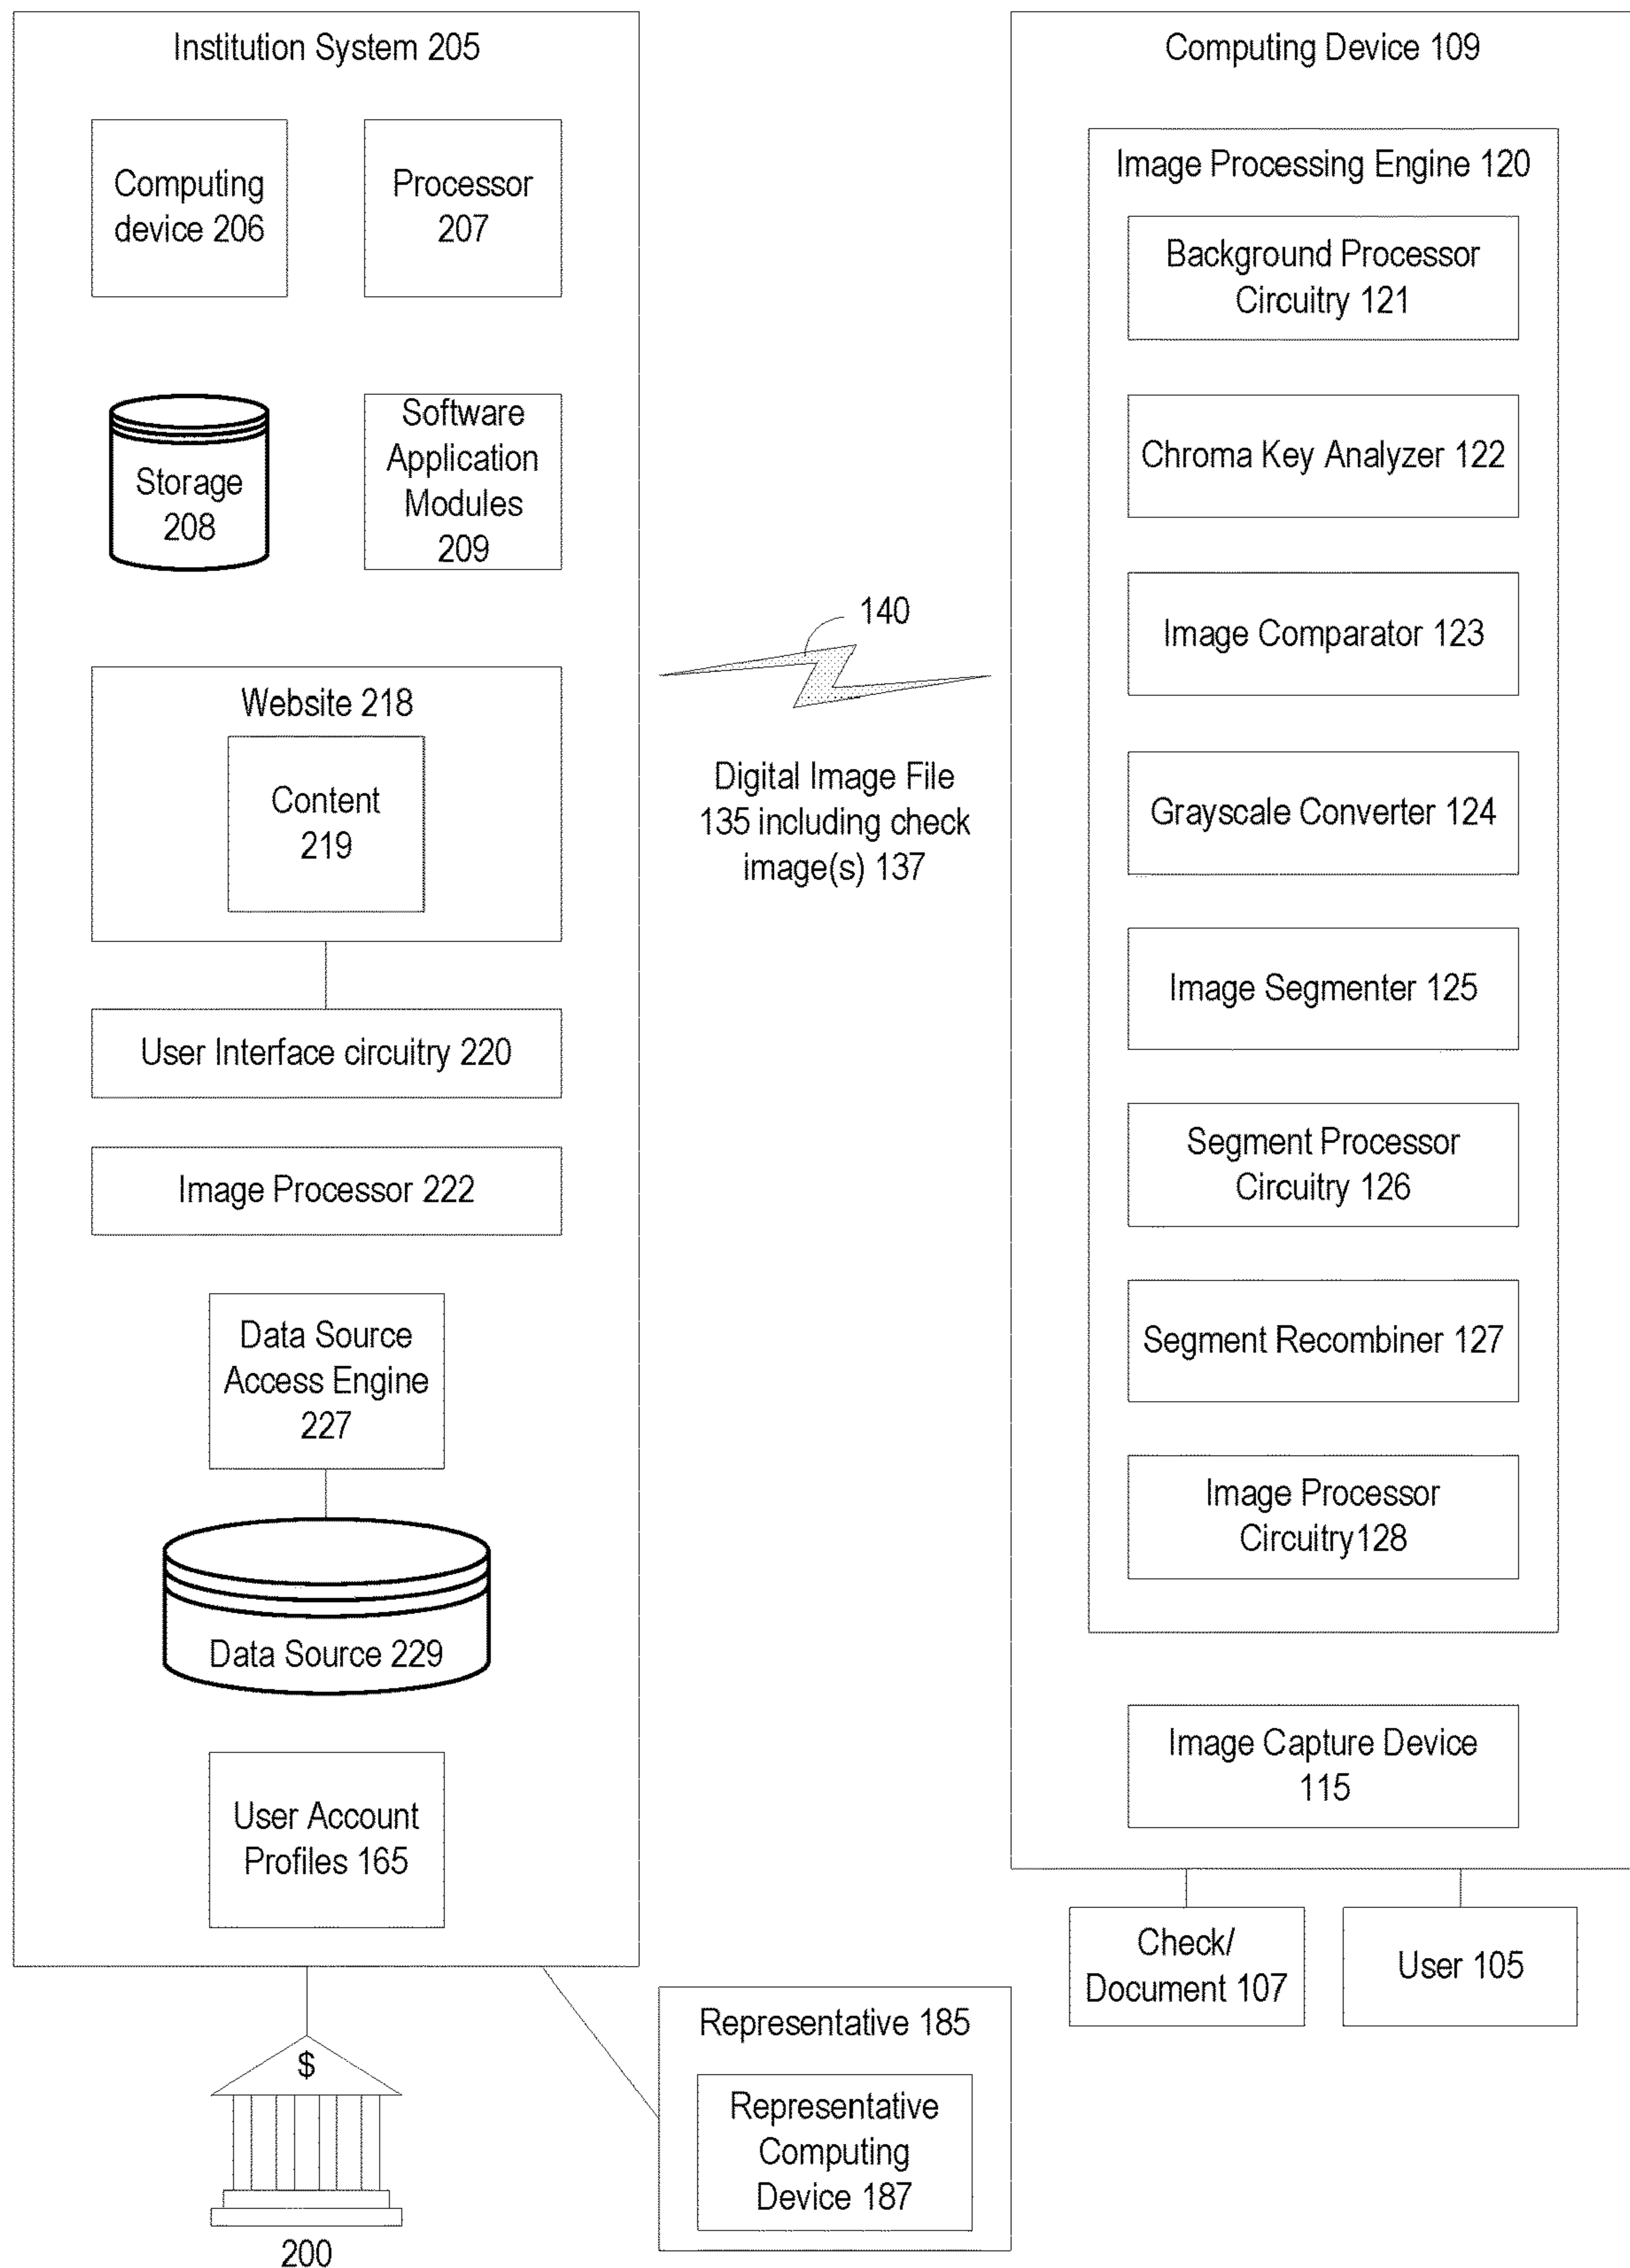 Institution System 205
Computing
device 206
Processor
207
Storage
208
Software
Application
Modules
209
Website 218
Content
219
User Interface circuitry 220
Image Processor 222
Data Source
Access Engine
227
Data Source 229
User Account
Profiles 165
$
200
140
Digital Image File
135 including check
image(s) 137
Representative 185
Representative
Computing
Device 187
Computing Device 109
Image Processing Engine 120
Background Processor
Circuitry 121
Chroma Key Analyzer 122
Image Comparator 123
Grayscale Converter 124
Image Segmenter 125
Segment Processor
Circuitry 126
Segment Recombiner 127
Image Processor
Circuitry128
Image Capture Device
115
Check/
Document 107
User 105